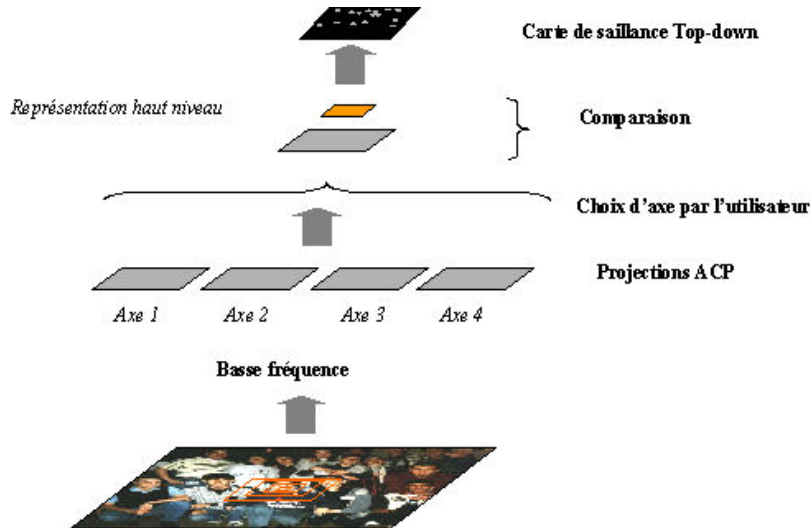 Carte de saillance Top-down
Représentation haut niveau
Comparaison
Choix d'axe par l'utilisateur
Projections ACP
Axe 1 Axe 2 Axe 3 Axe 4
Basse fréquence